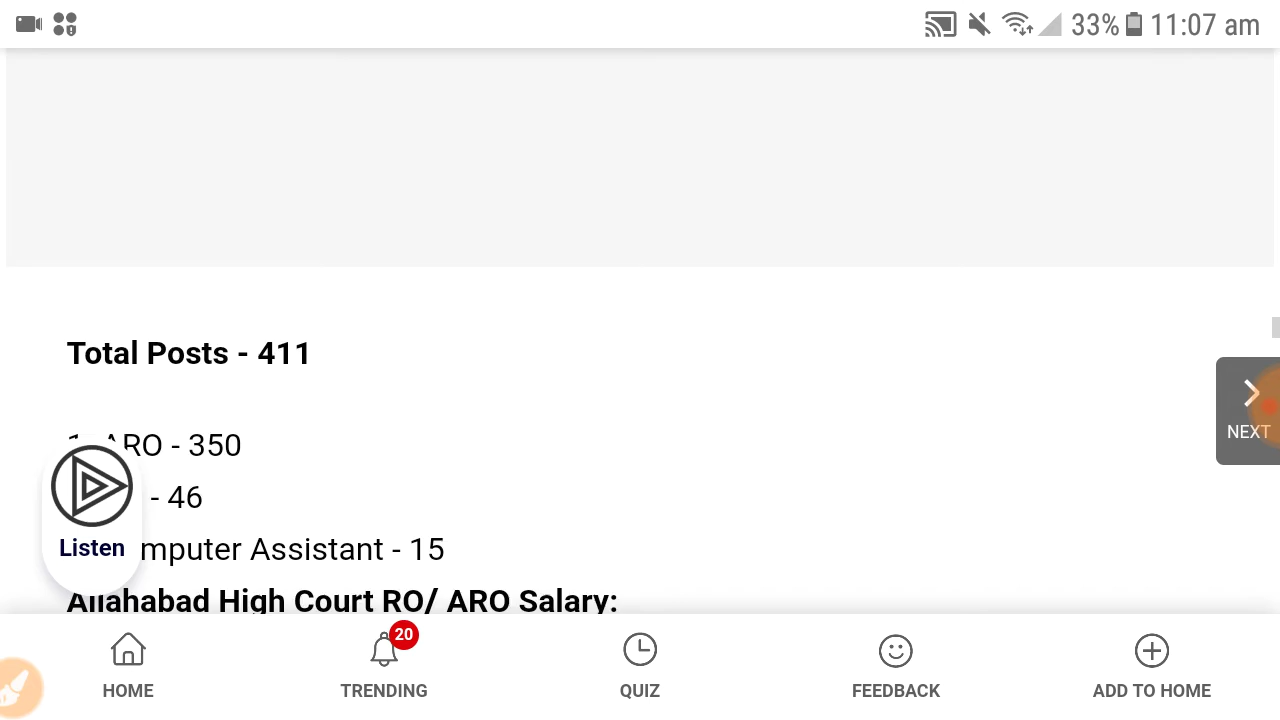 33% 11:07 am
Total Posts - 411
ARO - 350
- 46
mputer Assistant - 15
Allahabad High Court RO/ ARO Salary:
Listen
NEXT
20
HOME TRENDING QUIZ FEEDBACK ADD TO HOME